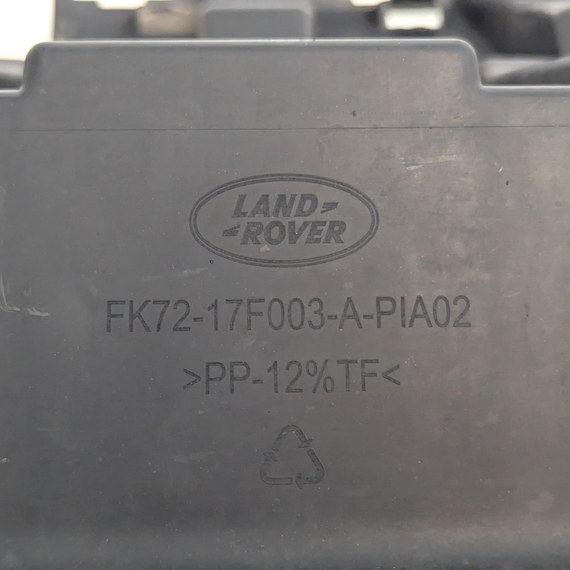 LAND
ROVER
FK72-17F003-A-PIA02
>PP-12%TF<